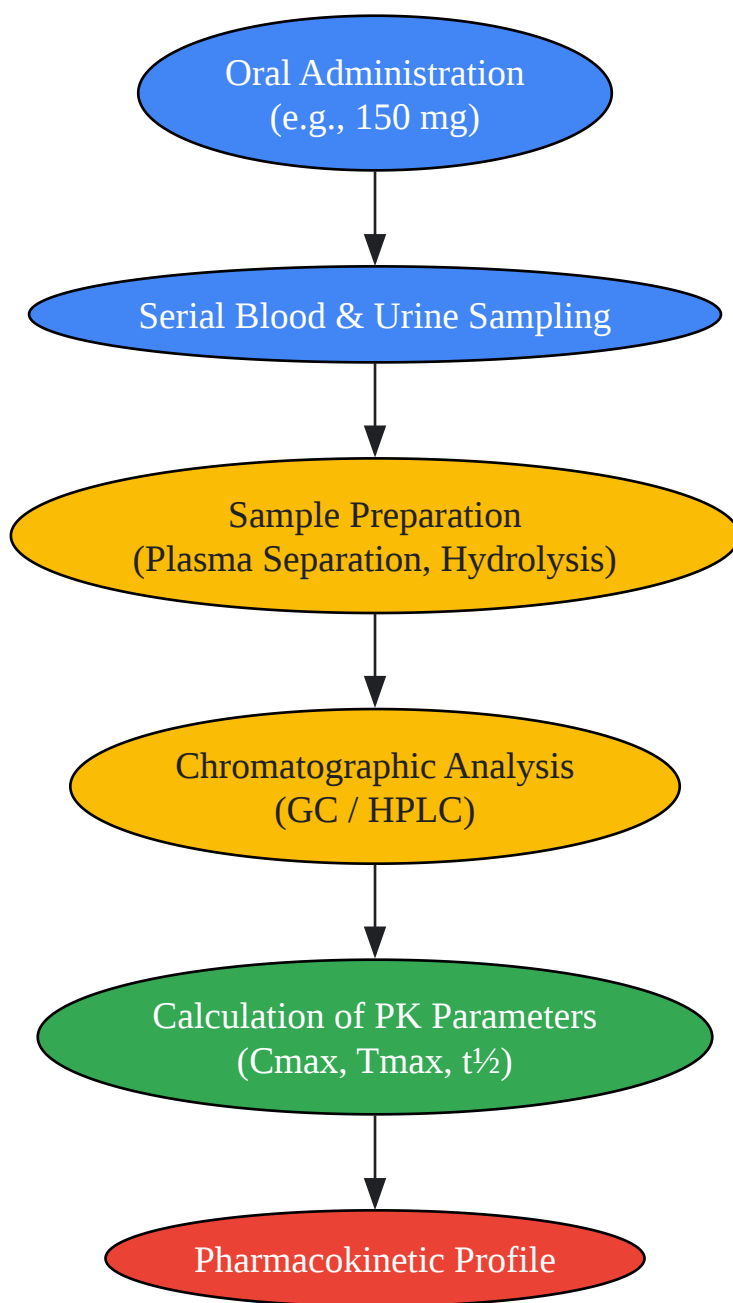 Oral Administration
(e.g., 150 mg)
Serial Blood & Urine Sampling
Sample Preparation
(Plasma Separation, Hydrolysis)
Chromatographic Analysis
(GC / HPLC)
Calculation of PK Parameters
(Cmax, Tmax, t½)
Pharmacokinetic Profile